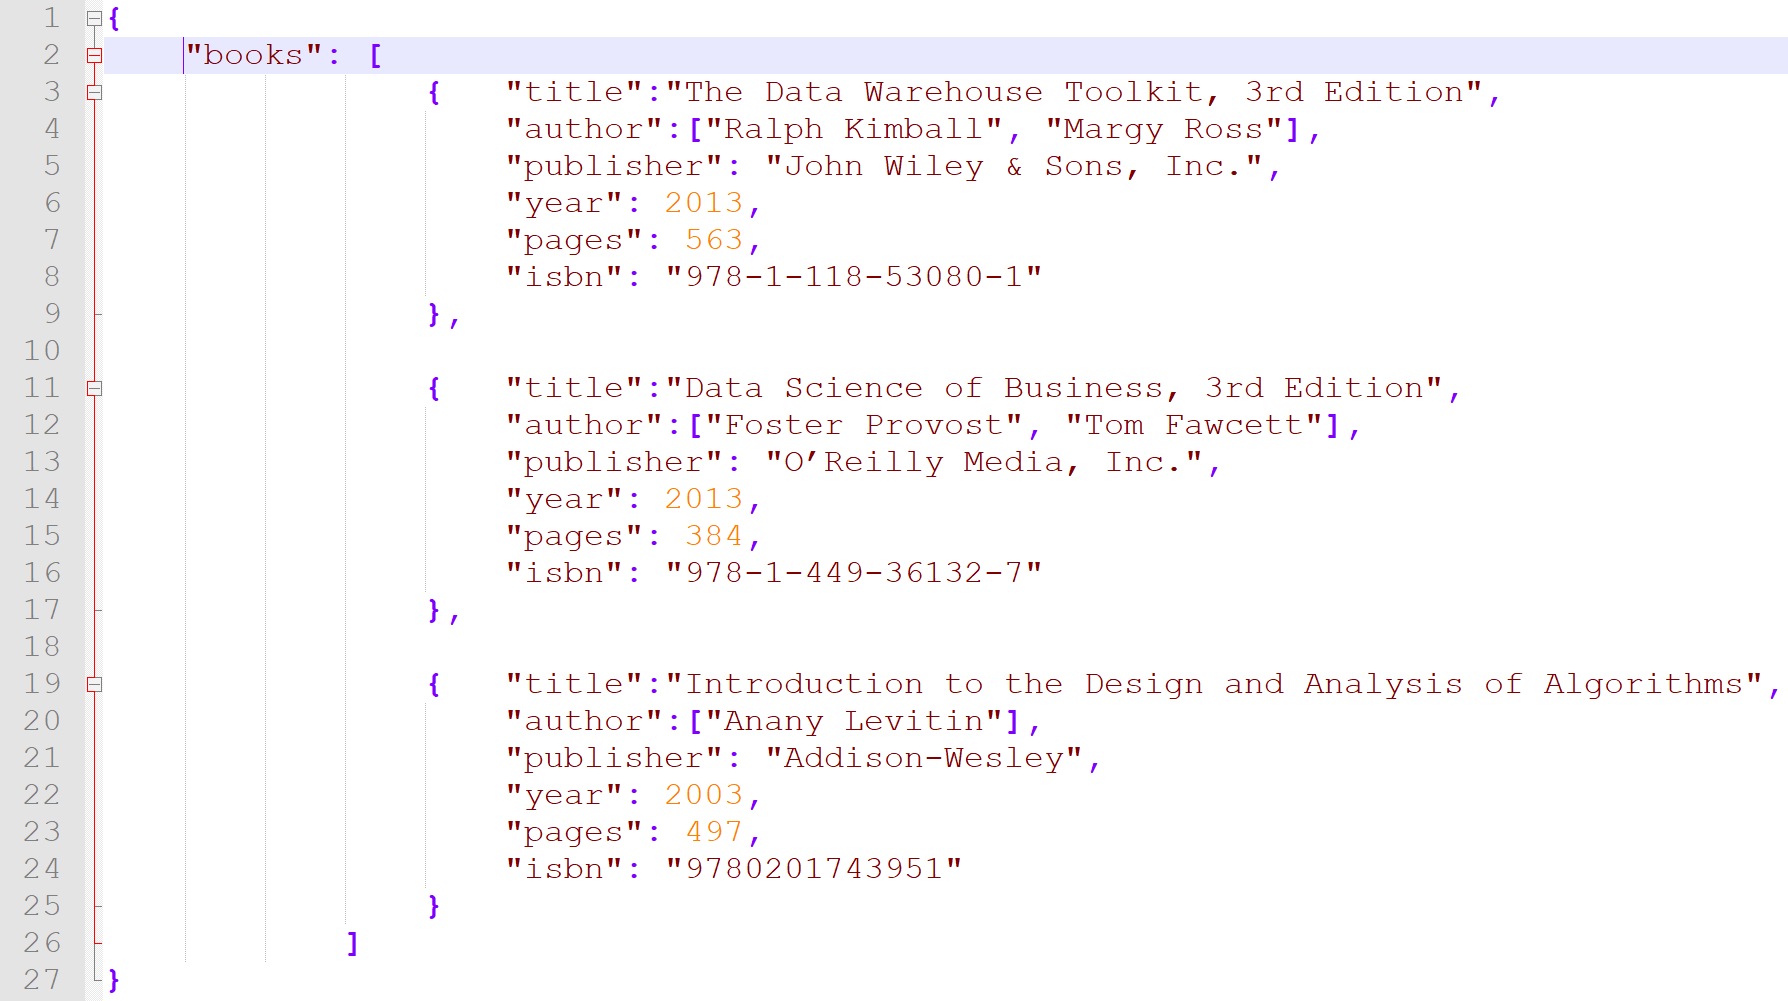 1 {
2 "books": [
3 { "title":"The Data Warehouse Toolkit, 3rd Edition",
4 "author":["Ralph Kimball", "Margy Ross"],
5 "publisher": "John Wiley & Sons, Inc.",
6 "year": 2013,
7 "pages": 563,
8 "isbn": "978-1-118-53080-1"
9 },
10
11 { "title":"Data Science of Business, 3rd Edition",
12 "author":["Foster Provost", "Tom Fawcett"],
13 "publisher": "O’Reilly Media, Inc.",
14 "year": 2013,
15 "pages": 384,
16 "isbn": "978-1-449-36132-7"
17 },
18
19 { "title":"Introduction to the Design and Analysis of Algorithms",
20 "author":["Anany Levitin"],
21 "publisher": "Addison-Wesley",
22 "year": 2003,
23 "pages": 497,
24 "isbn": "9780201743951"
25 }
26 ]
27 }